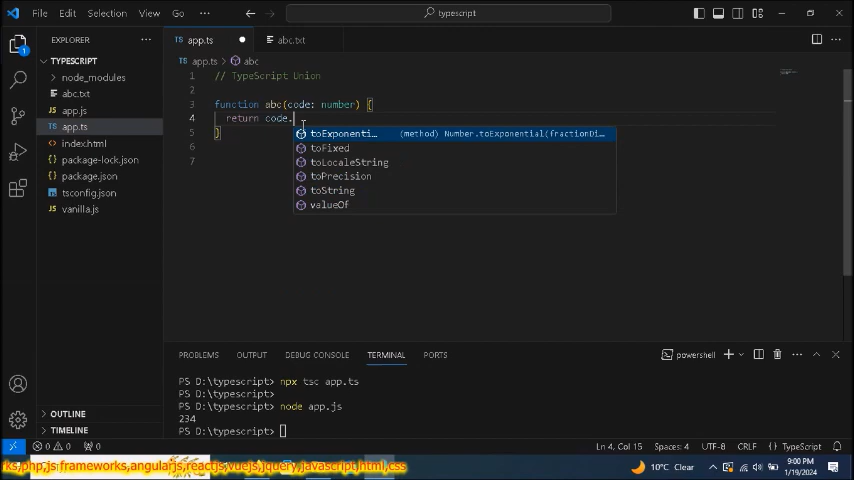 File Edit Selection View Go ··· typescript
EXPLORER ···
app.ts abc.txt
TYPESCRIPT
node_modules
abc.txt
app.js
app.ts
index.html
package-lock.json
package.json
tsconfig.json
vanilla.js
OUTLINE
TIMELINE
1
app.ts > abc
1 // TypeScript Union
2
3 function abc(code: number) {
4 return code.
5 }
6
7
toExponenti… (method) Number.toExponential(fractionDi…
toFixed
toLocaleString
toPrecision
toString
valueOf
PROBLEMS OUTPUT DEBUG CONSOLE TERMINAL PORTS
powershell
PS D:\typescript> npx tsc app.ts
PS D:\typescript>
PS D:\typescript> node app.js
234
PS D:\typescript>
0 0 0 Ln 4, Col 15 Spaces: 4 UTF-8 CRLF {} TypeScript
ks,php,js frameworks,angularjs,reactjs,vuejs,jquery,javascript,html,css
10°C Clear
9:00 PM
1/19/2024